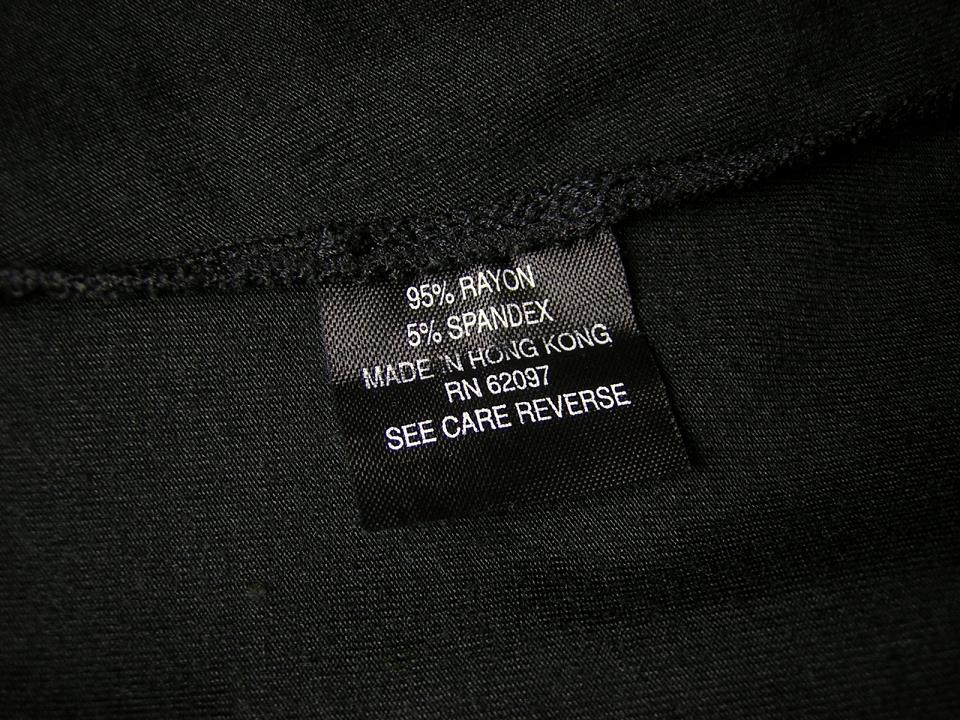 95% RAYON
5% SPANDEX
MADE IN HONG KONG
RN 62097
SEE CARE REVERSE